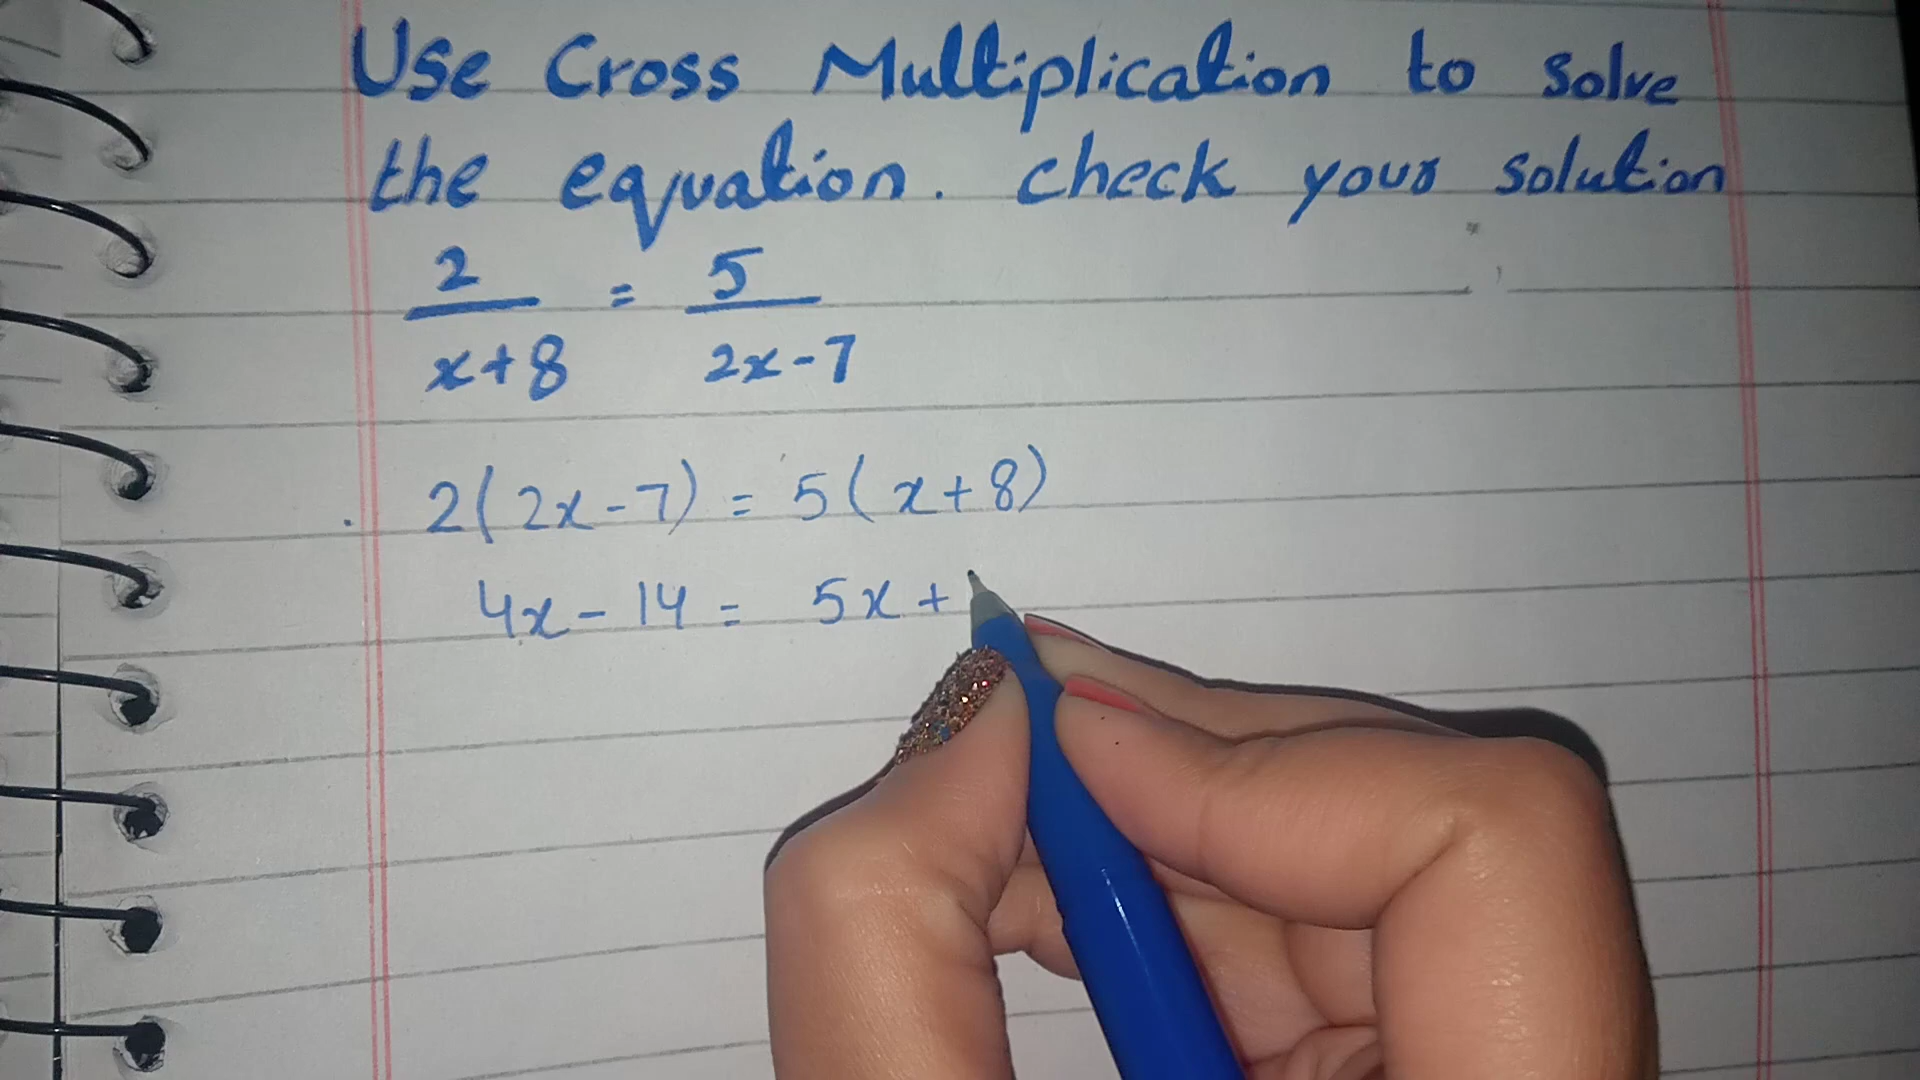 Use Cross Multiplication to solve
the equation. check your solution
2/x+8 = 5/2x-7
2(2x-7) = 5(x+8)
4x-14 = 5x+